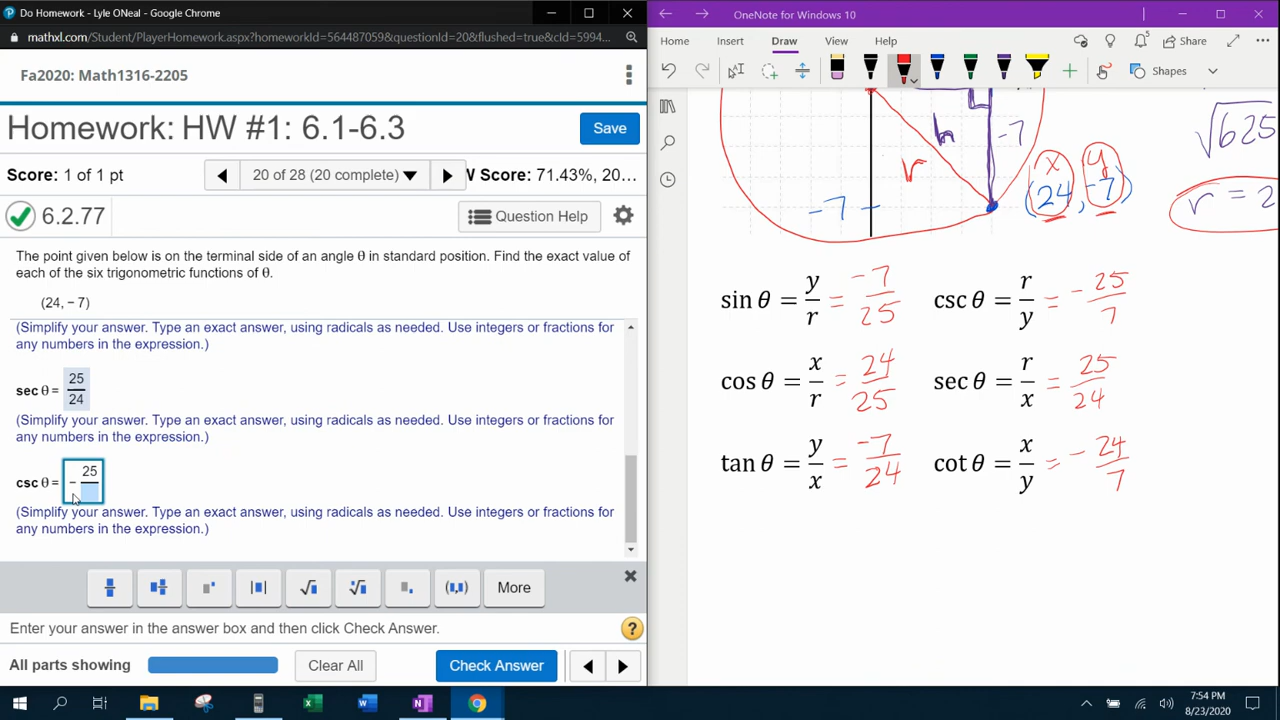 Do Homework - Lyle ONeal - Google Chrome
mathxl.com/Student/PlayerHomework.aspx?homeworkId=5644870598&questionId=20&flushed=true&cId=5994...
Fa2020: Math1316-2205
Homework: HW #1: 6.1-6.3
Save
Score: 1 of 1 pt
20 of 28 (20 complete)
W Score: 71.43%, 20...
6.2.77
Question Help
The point given below is on the terminal side of an angle θ in standard position. Find the exact value of
each of the six trigonometric functions of θ.
(24, − 7)
(Simplify your answer. Type an exact answer, using radicals as needed. Use integers or fractions for
any numbers in the expression.)
sec θ = 25/24
(Simplify your answer. Type an exact answer, using radicals as needed. Use integers or fractions for
any numbers in the expression.)
csc θ = − 25/
(Simplify your answer. Type an exact answer, using radicals as needed. Use integers or fractions for
any numbers in the expression.)
More
Enter your answer in the answer box and then click Check Answer.
?
All parts showing
Clear All
Check Answer
OneNote for Windows 10
Home Insert Draw View Help
Share
Shapes
h
-7
r
x y
(24, -7)
-7
√625
r = 2
sin θ = y/r = -7/25
csc θ = r/y = -25/7
cos θ = x/r = 24/25
sec θ = r/x = 25/24
tan θ = y/x = -7/24
cot θ = x/y = -24/7
7:54 PM
8/23/2020